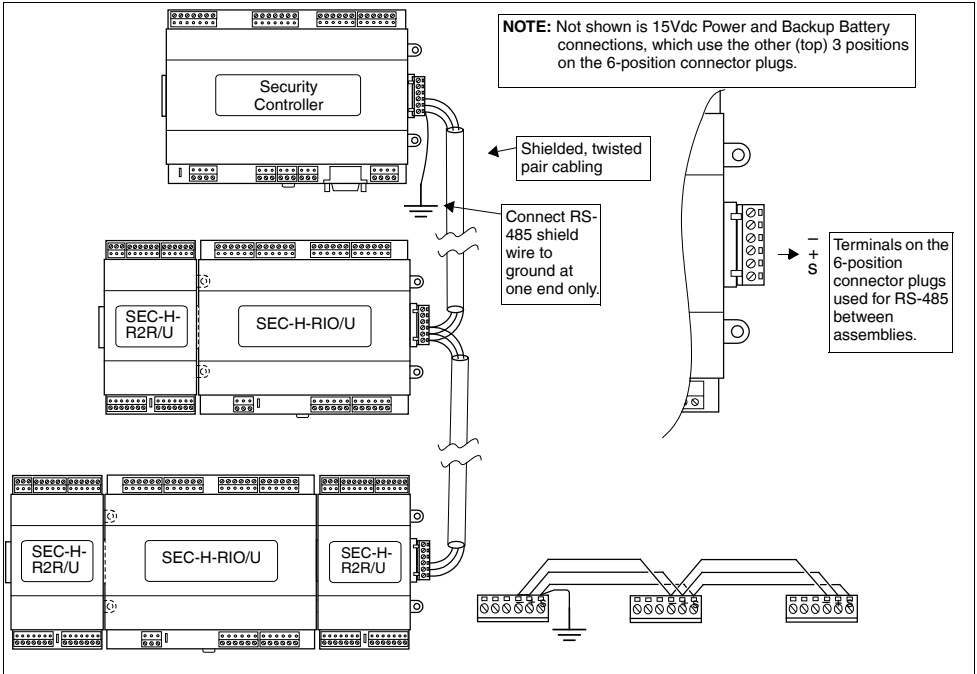 NOTE: Not shown is 15Vdc Power and Backup Battery
connections, which use the other (top) 3 positions
on the 6-position connector plugs.
Security
Controller
Shielded, twisted
pair cabling
Connect RS-
485 shield
wire to
ground at
one end only.
–
+
S
Terminals on the
6-position
connector plugs
used for RS-485
between
assemblies.
SEC-H-
R2R/U
SEC-H-RIO/U
SEC-H-
R2R/U
SEC-H-RIO/U
SEC-H-
R2R/U